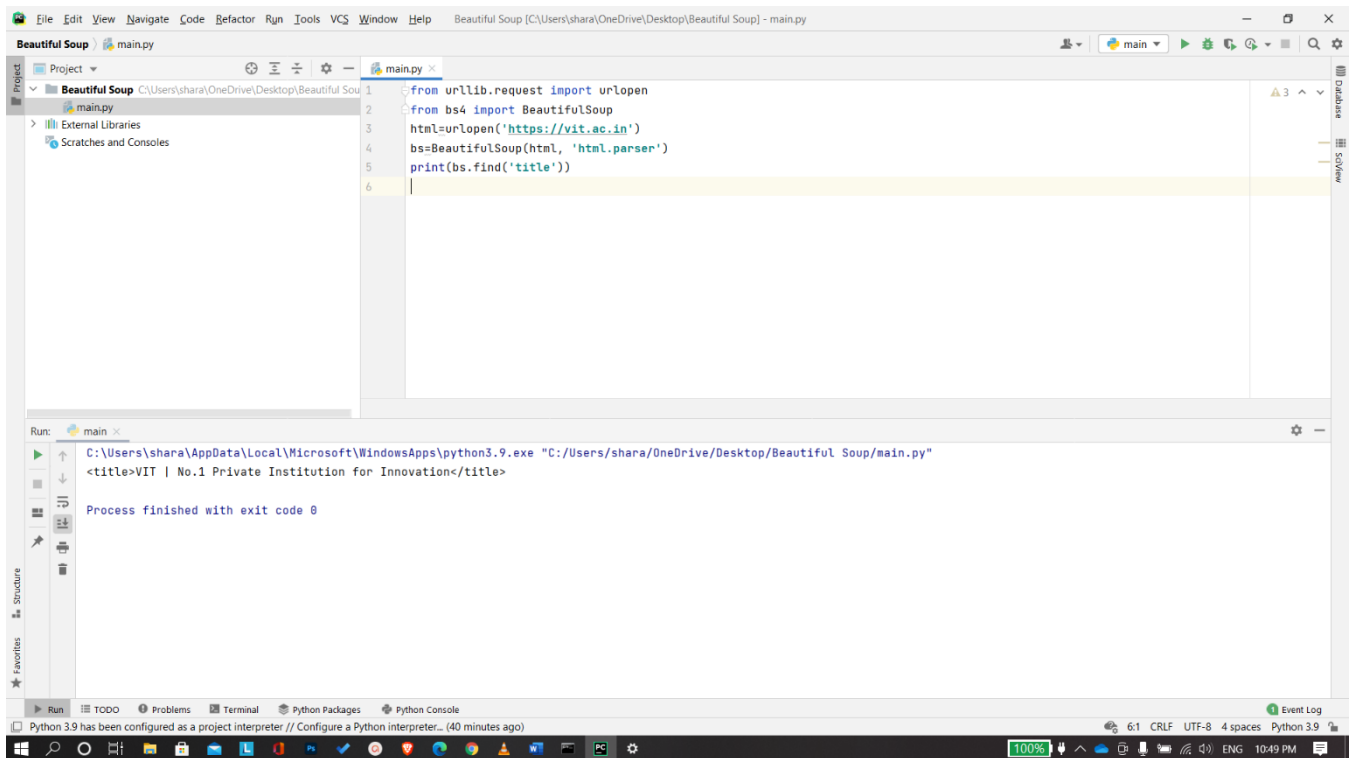 PC File Edit View Navigate Code Refactor Run Tools VCS Window Help Beautiful Soup [C:\Users\shara\OneDrive\Desktop\Beautiful Soup] - main.py
Beautiful Soup main.py main
Project main.py
Project
Beautiful Soup C:\Users\shara\OneDrive\Desktop\Beautiful Sou
main.py
External Libraries
Scratches and Consoles
1 from urllib.request import urlopen
2 from bs4 import BeautifulSoup
3 html=urlopen('https://vit.ac.in')
4 bs=BeautifulSoup(html, 'html.parser')
5 print(bs.find('title'))
6
3
Database
SciView
Run: main
C:\Users\shara\AppData\Local\Microsoft\WindowsApps\python3.9.exe "C:/Users/shara/OneDrive/Desktop/Beautiful Soup/main.py"
<title>VIT | No.1 Private Institution for Innovation</title>
Process finished with exit code 0
Structure
Favorites
Run TODO Problems Terminal Python Packages Python Console 1 Event Log
Python 3.9 has been configured as a project interpreter // Configure a Python interpreter... (40 minutes ago) 6:1 CRLF UTF-8 4 spaces Python 3.9
L Ps W PC 100% ENG 10:49 PM